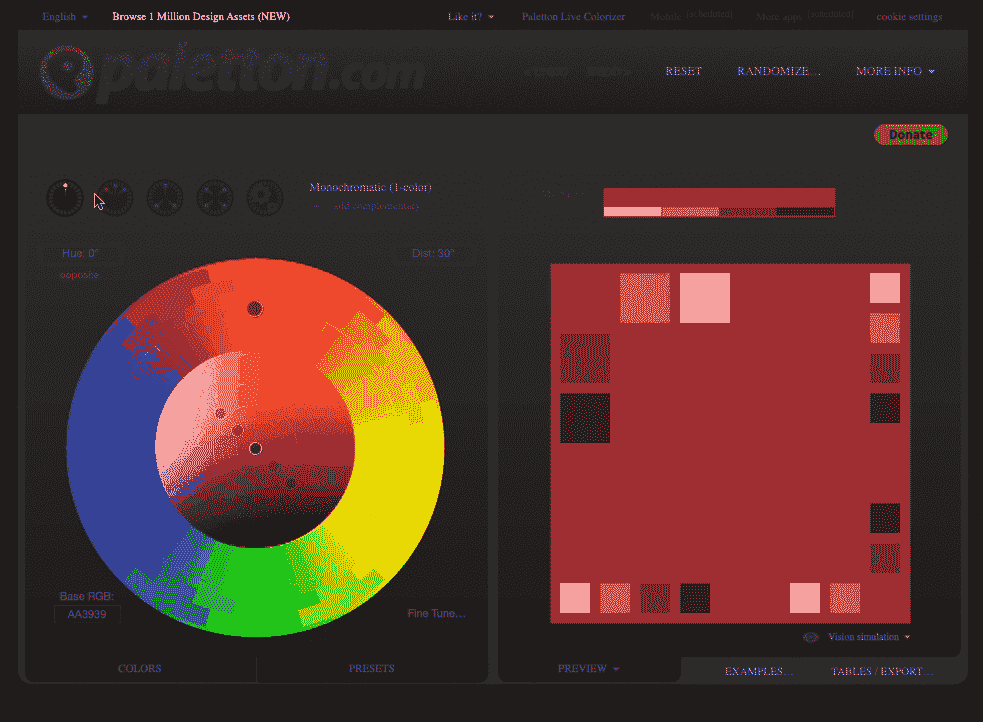 English
Browse 1 Million Design Assets (NEW)
Like it?
Paletton Live Colorizer
Mobile [scheduled]
More apps [scheduled]
cookie settings
paletton.com
RESET
RANDOMIZE...
MORE INFO
Donate
Monochromatic (1-color)
add complementary
Hue: 0°
Dist: 30°
opposite
Base RGB:
AA3939
Fine Tune...
Vision simulation
COLORS
PRESETS
PREVIEW
EXAMPLES...
TABLES / EXPORT...